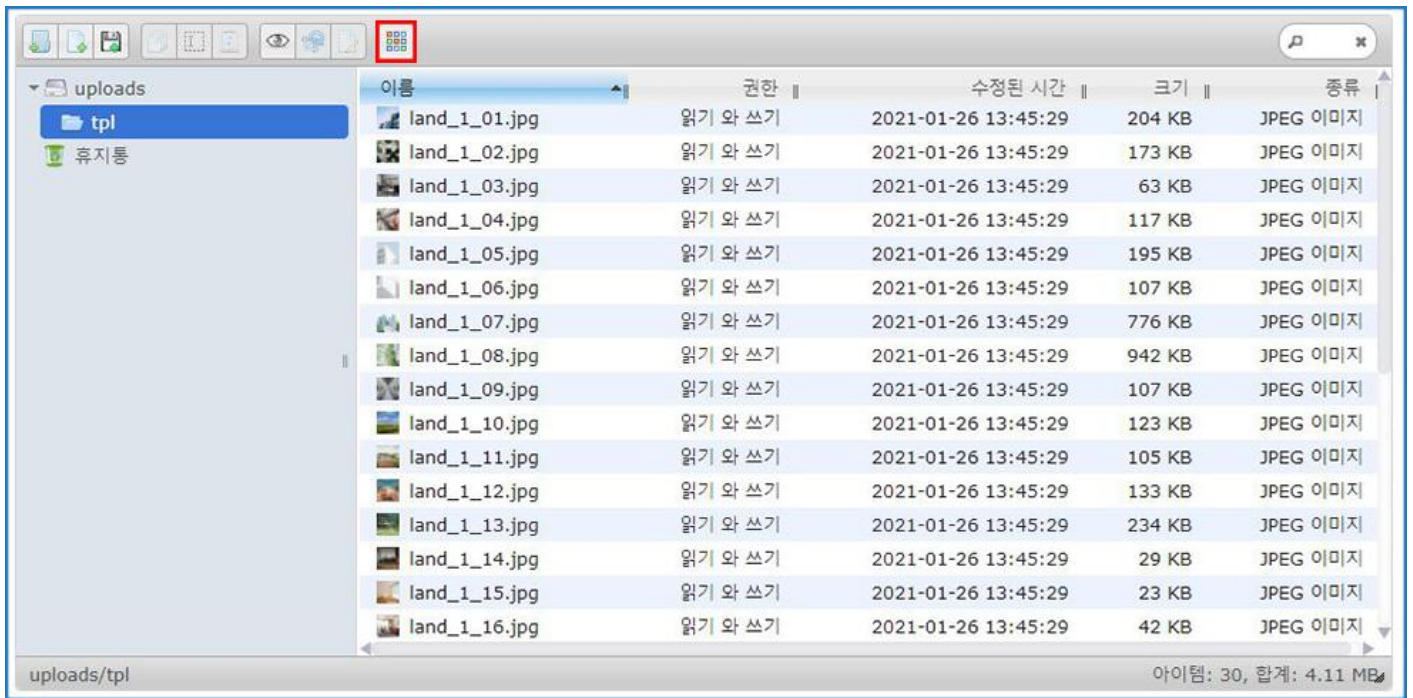 uploads
tpl
휴지통
이름 권한 수정된 시간 크기 종류
land_1_01.jpg 읽기 와 쓰기 2021-01-26 13:45:29 204 KB JPEG 이미지
land_1_02.jpg 읽기 와 쓰기 2021-01-26 13:45:29 173 KB JPEG 이미지
land_1_03.jpg 읽기 와 쓰기 2021-01-26 13:45:29 63 KB JPEG 이미지
land_1_04.jpg 읽기 와 쓰기 2021-01-26 13:45:29 117 KB JPEG 이미지
land_1_05.jpg 읽기 와 쓰기 2021-01-26 13:45:29 195 KB JPEG 이미지
land_1_06.jpg 읽기 와 쓰기 2021-01-26 13:45:29 107 KB JPEG 이미지
land_1_07.jpg 읽기 와 쓰기 2021-01-26 13:45:29 776 KB JPEG 이미지
land_1_08.jpg 읽기 와 쓰기 2021-01-26 13:45:29 942 KB JPEG 이미지
land_1_09.jpg 읽기 와 쓰기 2021-01-26 13:45:29 107 KB JPEG 이미지
land_1_10.jpg 읽기 와 쓰기 2021-01-26 13:45:29 123 KB JPEG 이미지
land_1_11.jpg 읽기 와 쓰기 2021-01-26 13:45:29 105 KB JPEG 이미지
land_1_12.jpg 읽기 와 쓰기 2021-01-26 13:45:29 133 KB JPEG 이미지
land_1_13.jpg 읽기 와 쓰기 2021-01-26 13:45:29 234 KB JPEG 이미지
land_1_14.jpg 읽기 와 쓰기 2021-01-26 13:45:29 29 KB JPEG 이미지
land_1_15.jpg 읽기 와 쓰기 2021-01-26 13:45:29 23 KB JPEG 이미지
land_1_16.jpg 읽기 와 쓰기 2021-01-26 13:45:29 42 KB JPEG 이미지
uploads/tpl 아이템: 30, 합계: 4.11 MB